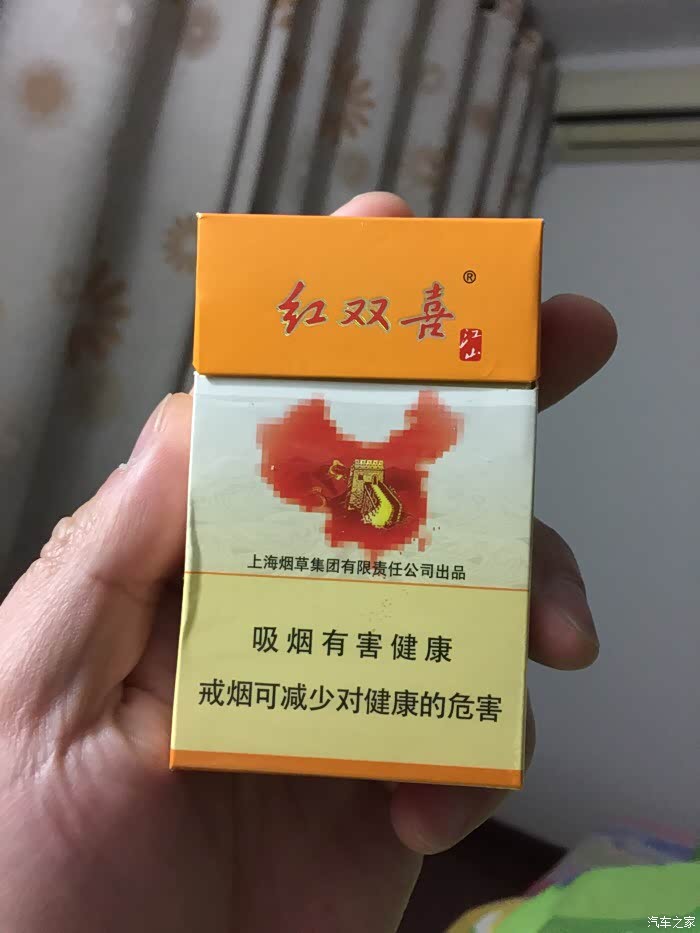 红双喜®
江山
上海烟草集团有限责任公司出品
吸烟有害健康
戒烟可减少对健康的危害
汽车之家